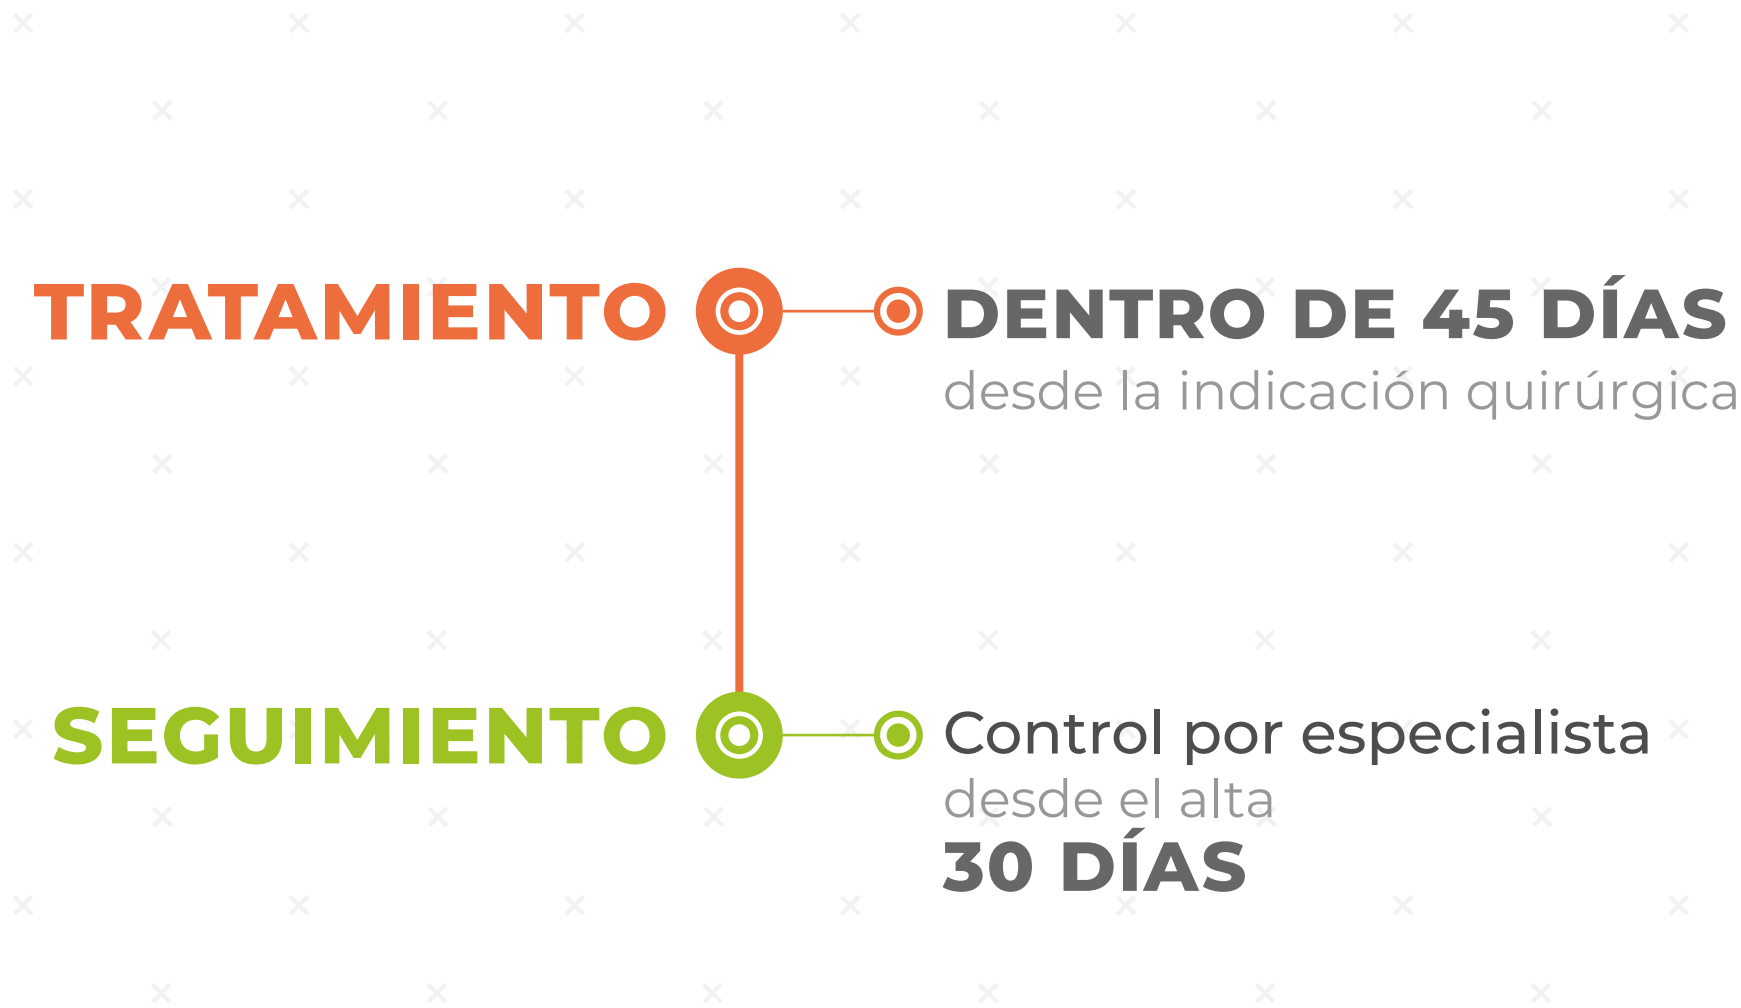 TRATAMIENTO
DENTRO DE 45 DÍAS
desde la indicación quirúrgica
SEGUIMIENTO
Control por especialista
desde el alta
30 DÍAS